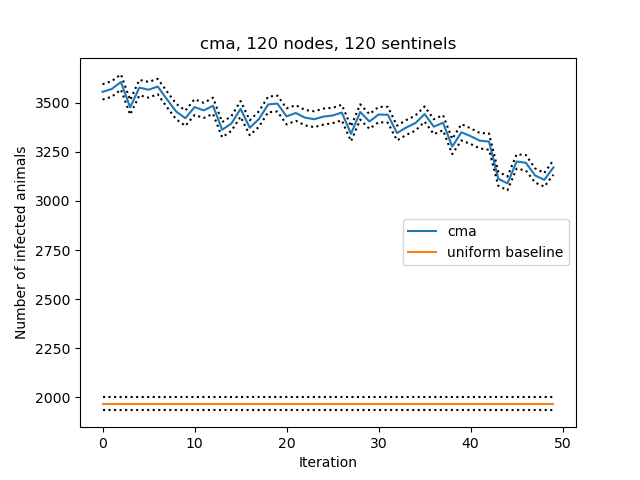 cma, 120 nodes, 120 sentinels
3500
3250
3000
2750
2500
2250
2000
Number of infected animals
cma
uniform baseline
0 10 20 30 40 50
Iteration